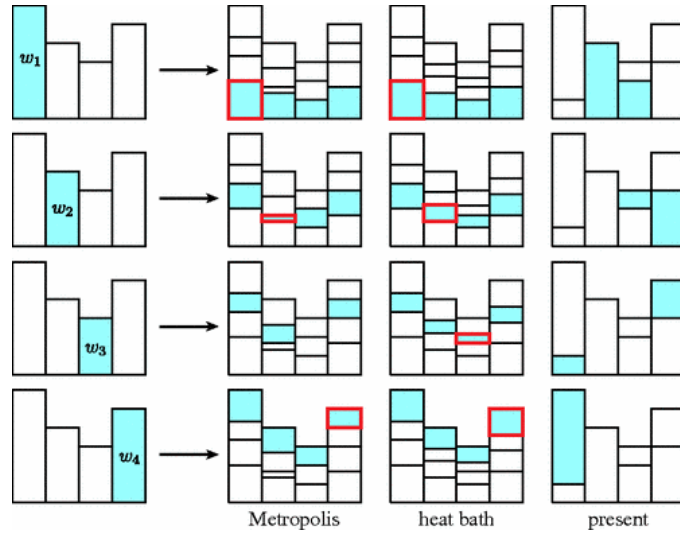 w₁
w₂
w₃
w₄
Metropolis heat bath present